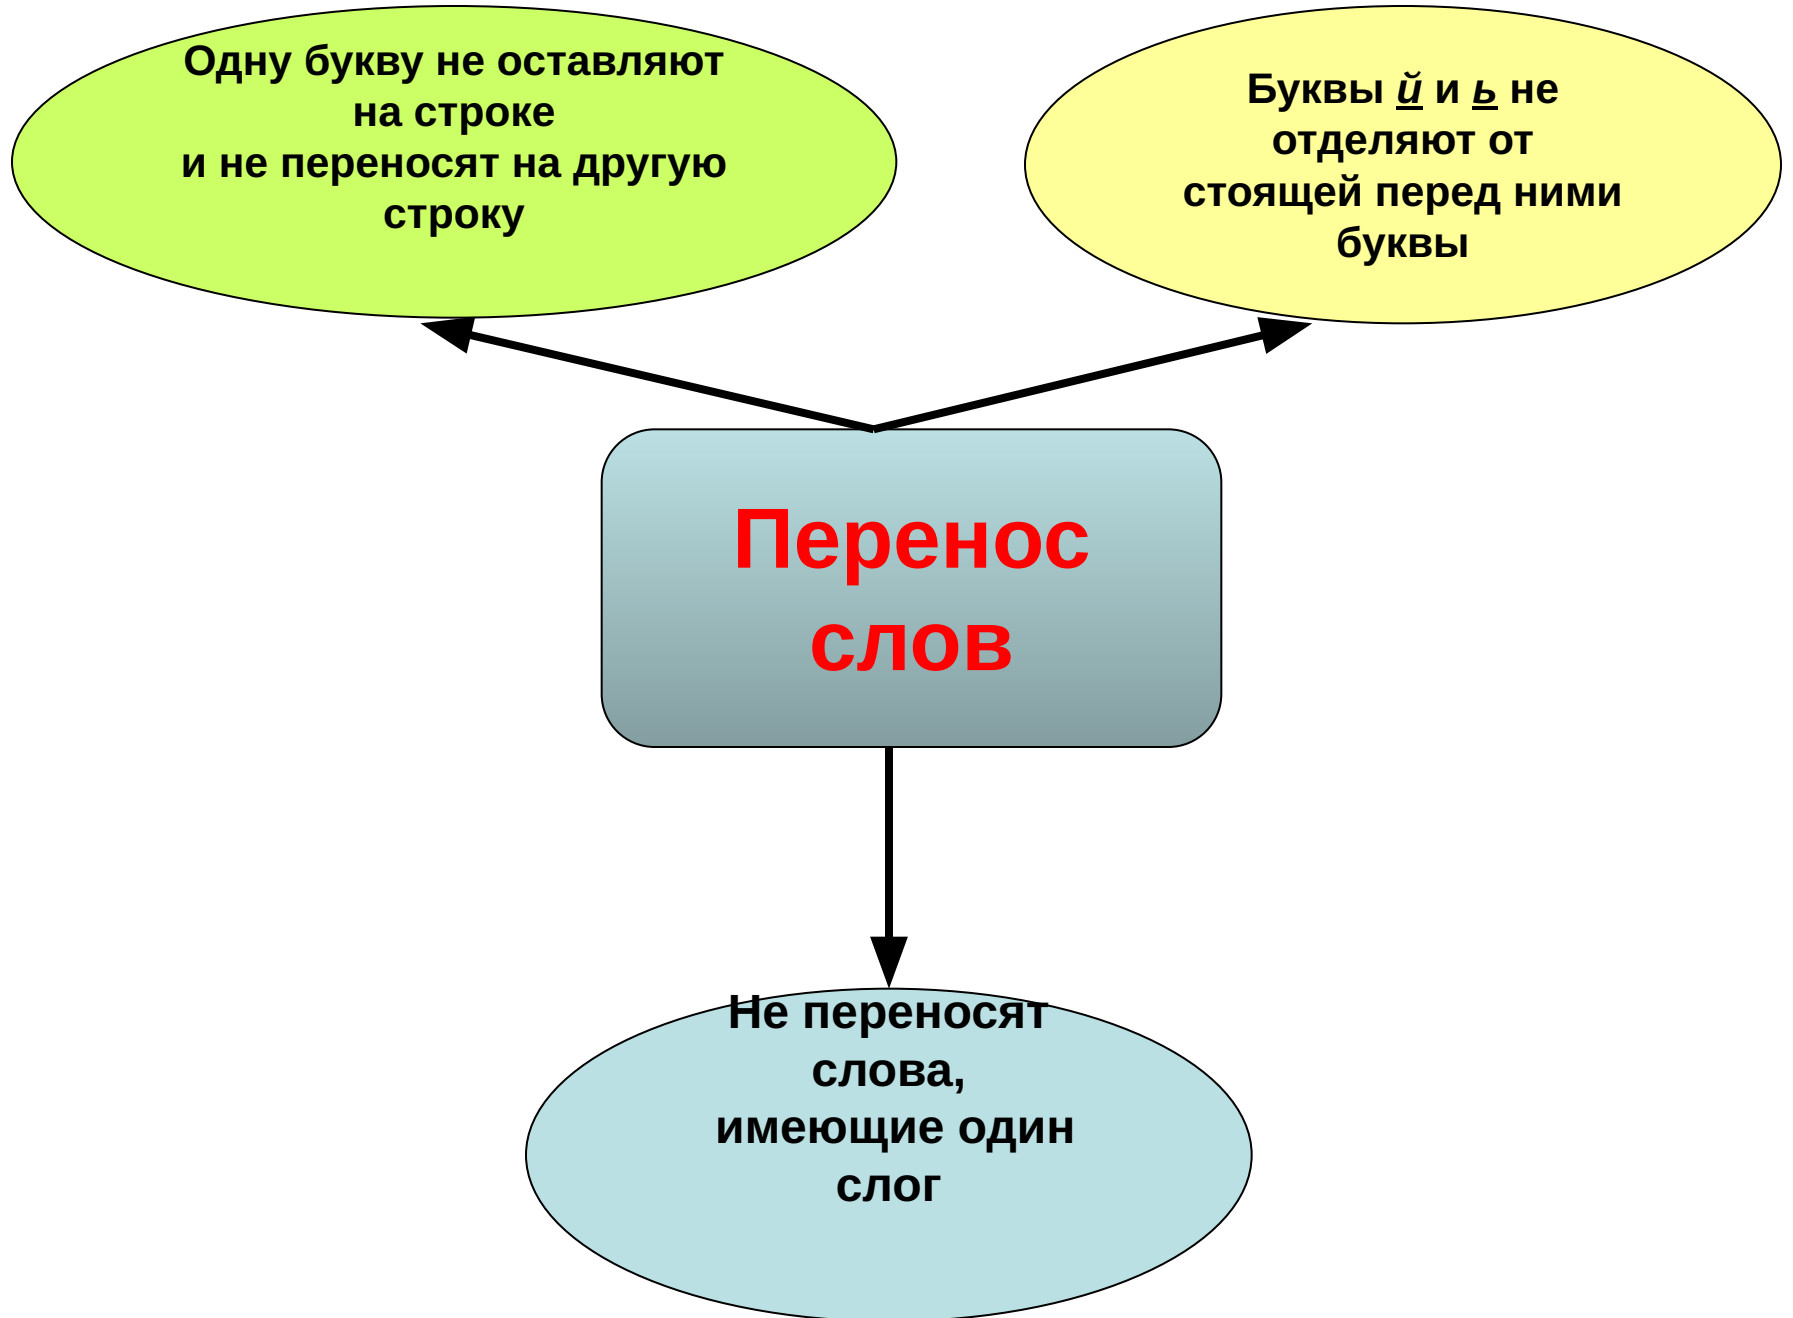 Одну букву не оставляют
на строке
и не переносят на другую
строку
Буквы й и ь не
отделяют от
стоящей перед ними
буквы
Перенос
слов
Не переносят
слова,
имеющие один
слог